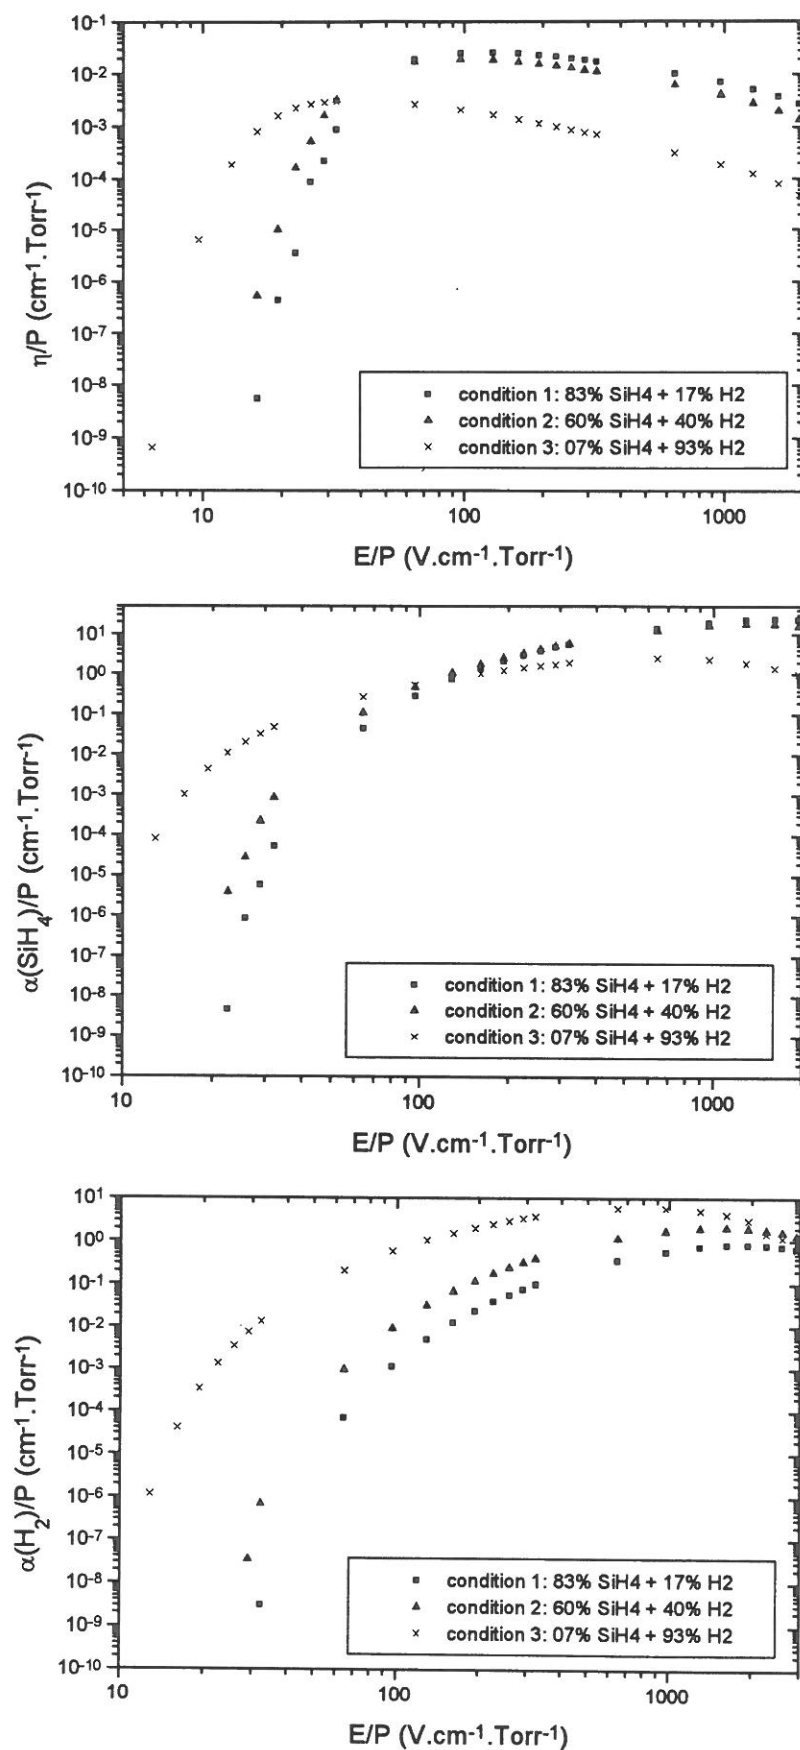 10-1
10-2
10-3
10-4
10-5
10-6
10-7
10-8
10-9
10-10
η/P (cm-1.Torr-1)
condition 1: 83% SiH4 + 17% H2
condition 2: 60% SiH4 + 40% H2
condition 3: 07% SiH4 + 93% H2
10 100 1000
E/P (V.cm-1.Torr-1)
101
100
10-1
10-2
10-3
10-4
10-5
10-6
10-7
10-8
10-9
10-10
α(SiH4)/P (cm-1.Torr-1)
condition 1: 83% SiH4 + 17% H2
condition 2: 60% SiH4 + 40% H2
condition 3: 07% SiH4 + 93% H2
10 100 1000
E/P (V.cm-1.Torr-1)
101
100
10-1
10-2
10-3
10-4
10-5
10-6
10-7
10-8
10-9
10-10
α(H2)/P (cm-1.Torr-1)
condition 1: 83% SiH4 + 17% H2
condition 2: 60% SiH4 + 40% H2
condition 3: 07% SiH4 + 93% H2
10 100 1000
E/P (V.cm-1.Torr-1)